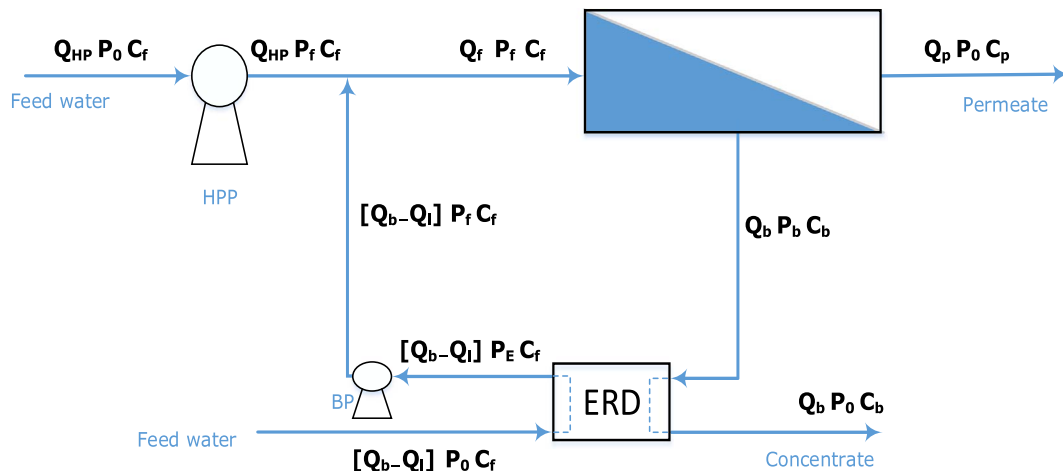 Q_HP P_0 C_f
Q_HP P_f C_f
Q_f P_f C_f
Q_p P_0 C_p
Feed water
Permeate
HPP
[Q_b–Q_l] P_f C_f
Q_b P_b C_b
[Q_b–Q_l] P_E C_f
BP
ERD
Q_b P_0 C_b
Feed water
Concentrate
[Q_b–Q_l] P_0 C_f